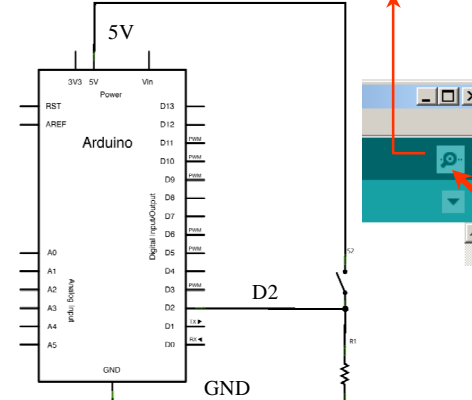 5V
3V3 5V Vin
Power
RST D13
AREF D12
Arduino D11 PWM
D10 PWM
D9 PWM
D8
D7
D6 PWM
A0 D5 PWM
A1 D4
A2 D3 PWM
A3 D2
A4 D1 TX
A5 D0 RX
Digital Input/Output
Analog Input
GND
S2
D2
R1
GND